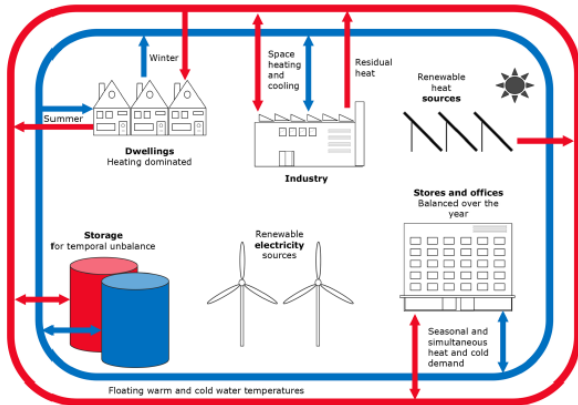 Winter
Summer
Dwellings
Heating dominated
Space
heating
and
cooling
Residual
heat
Industry
Renewable
heat
sources
Stores and offices
Balanced over the
year
Storage
for temporal unbalance
Renewable
electricity
sources
Seasonal and
simultaneous
heat and cold
demand
Floating warm and cold water temperatures